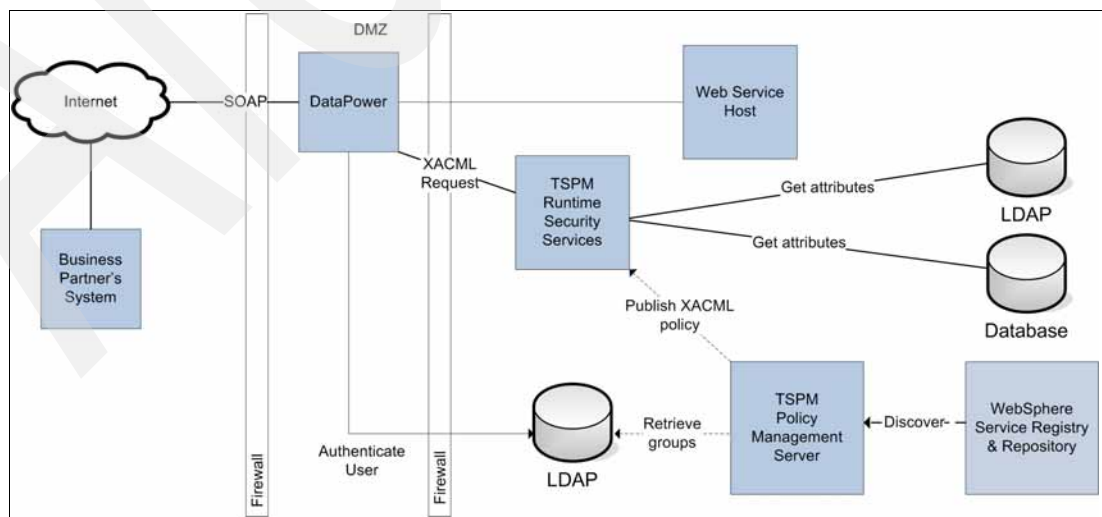 DMZ
Internet
SOAP
DataPower
Web Service
Host
XACML
Request
TSPM
Runtime
Security
Services
Get attributes
LDAP
Get attributes
Database
Business
Partner's
System
Publish XACML
policy
TSPM
Policy
Management
Server
Discover
WebSphere
Service Registry
& Repository
Retrieve
groups
LDAP
Authenticate
User
Firewall
Firewall